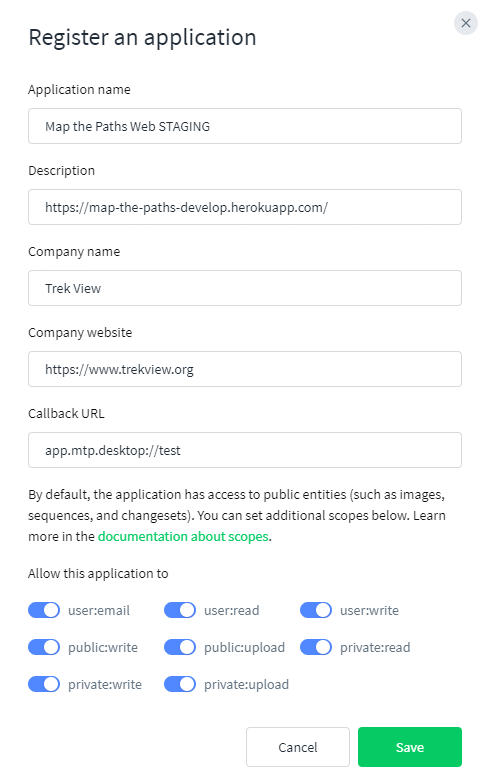 Register an application
Application name
Map the Paths Web STAGING
Description
https://map-the-paths-develop.herokuapp.com/
Company name
Trek View
Company website
https://www.trekview.org
Callback URL
app.mtp.desktop://test
By default, the application has access to public entities (such as images,
sequences, and changesets). You can set additional scopes below. Learn
more in the documentation about scopes.
Allow this application to
user:email user:read user:write
public:write public:upload private:read
private:write private:upload
Cancel Save